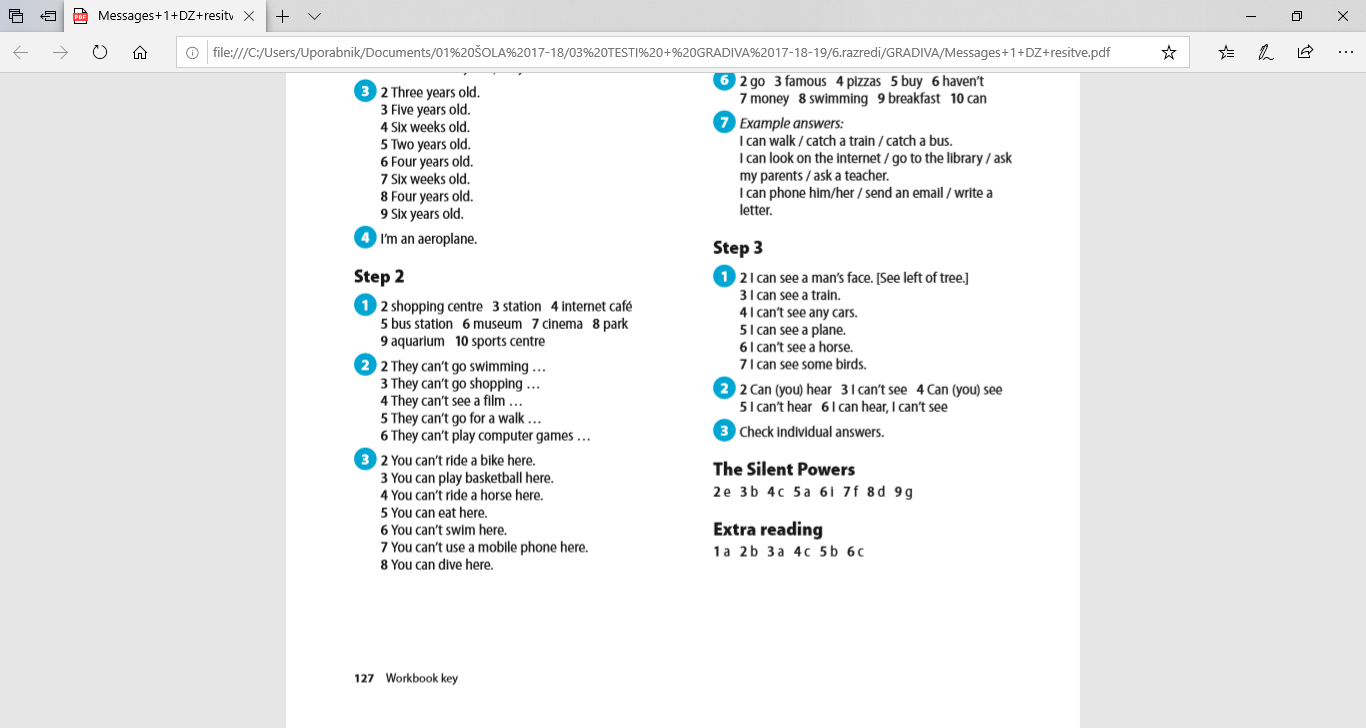 Messages+1+DZ+resitv
file:///C:/Users/Uporabnik/Documents/01%20ŠOLA%2017-18/03%20TESTI%20+%20GRADIVA%2017-18-19/6.razredi/GRADIVA/Messages+1+DZ+resitve.pdf
3 2 Three years old.
3 Five years old.
4 Six weeks old.
5 Two years old.
6 Four years old.
7 Six weeks old.
8 Four years old.
9 Six years old.
4 I'm an aeroplane.
Step 2
1 2 shopping centre 3 station 4 internet café
5 bus station 6 museum 7 cinema 8 park
9 aquarium 10 sports centre
2 2 They can't go swimming …
3 They can't go shopping …
4 They can't see a film …
5 They can't go for a walk …
6 They can't play computer games …
3 2 You can't ride a bike here.
3 You can play basketball here.
4 You can't ride a horse here.
5 You can eat here.
6 You can't swim here.
7 You can't use a mobile phone here.
8 You can dive here.
6 2 go 3 famous 4 pizzas 5 buy 6 haven't
7 money 8 swimming 9 breakfast 10 can
7 Example answers:
I can walk / catch a train / catch a bus.
I can look on the internet / go to the library / ask
my parents / ask a teacher.
I can phone him/her / send an email / write a
letter.
Step 3
1 2 I can see a man's face. [See left of tree.]
3 I can see a train.
4 I can't see any cars.
5 I can see a plane.
6 I can't see a horse.
7 I can see some birds.
2 2 Can (you) hear 3 I can't see 4 Can (you) see
5 I can't hear 6 I can hear, I can't see
3 Check individual answers.
The Silent Powers
2 e 3 b 4 c 5 a 6 i 7 f 8 d 9 g
Extra reading
1 a 2 b 3 a 4 c 5 b 6 c
127 Workbook key